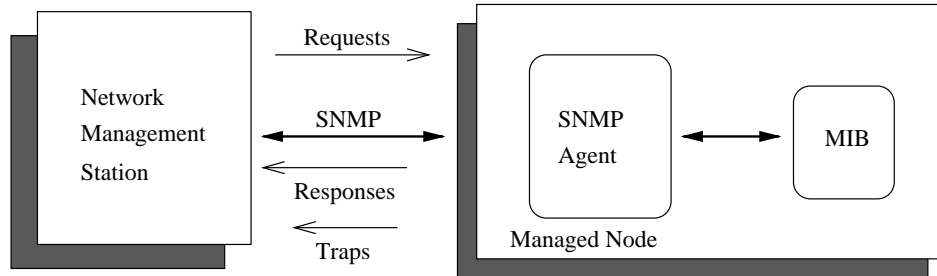 Network
Management
Station
Requests
SNMP
Responses
Traps
SNMP
Agent
MIB
Managed Node